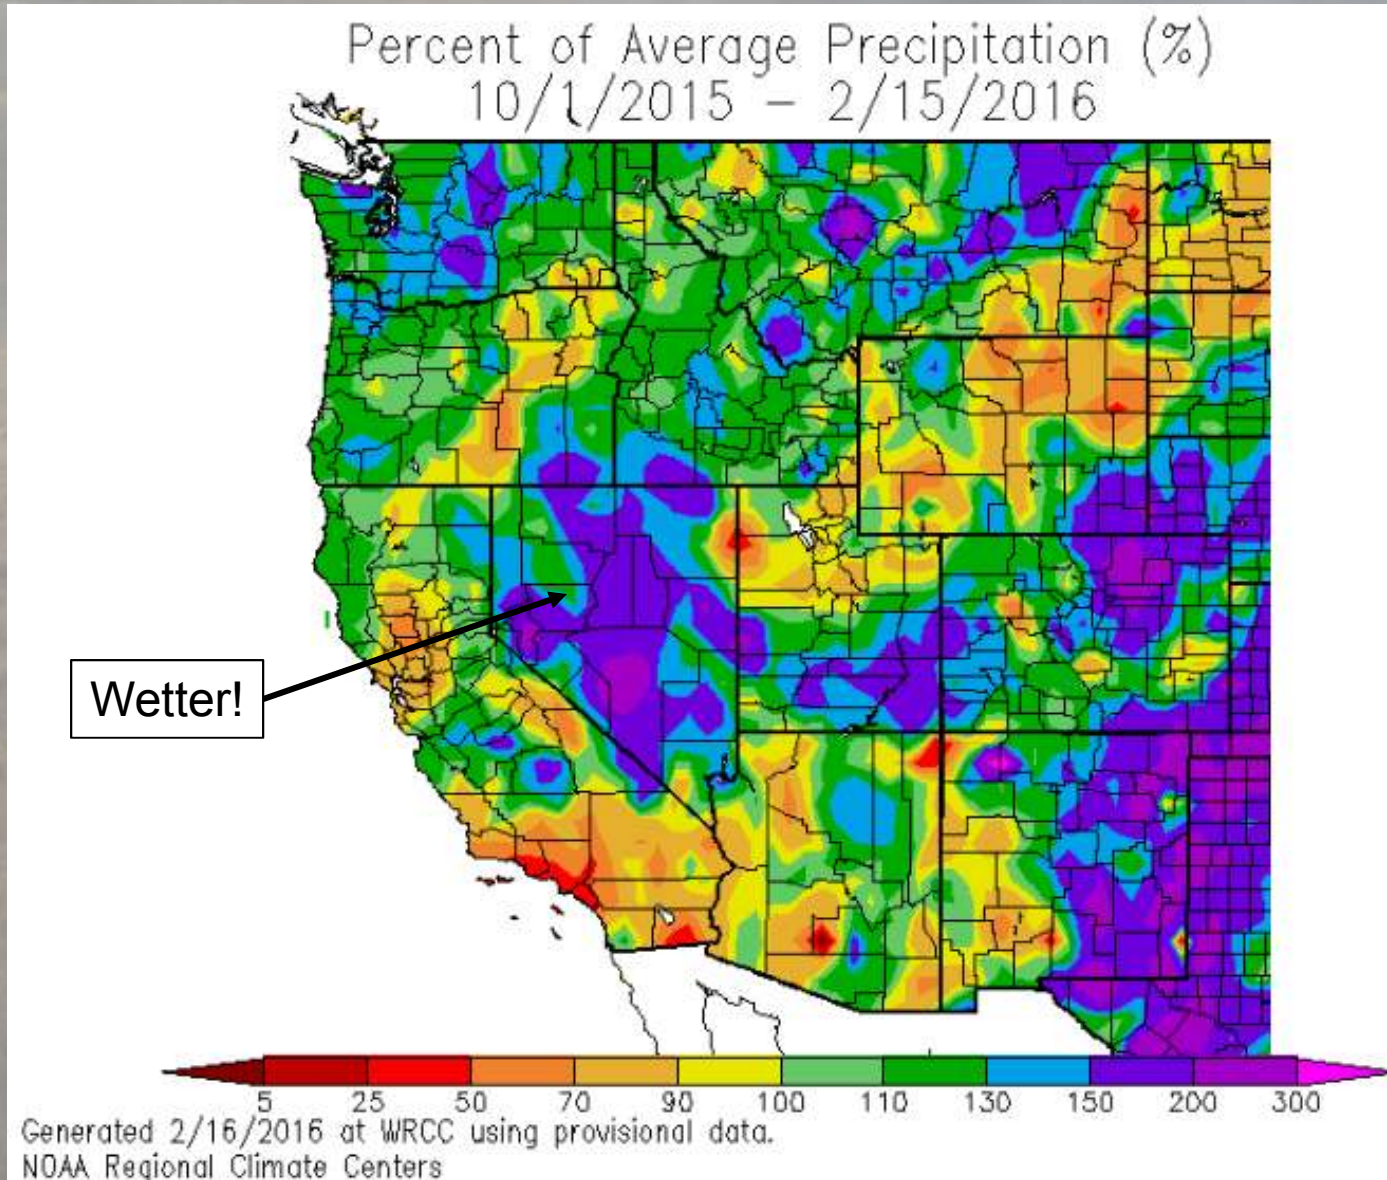 Percent of Average Precipitation (%)
10/1/2015 – 2/15/2016
Wetter!
5 25 50 70 90 100 110 130 150 200 300
Generated 2/16/2016 at WRCC using provisional data.
NOAA Regional Climate Centers